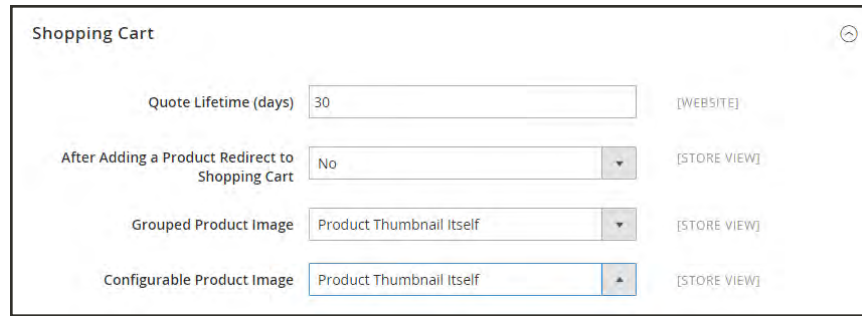 Shopping Cart
Quote Lifetime (days) 30 [WEBSITE]
After Adding a Product Redirect to
Shopping Cart No [STORE VIEW]
Grouped Product Image Product Thumbnail Itself [STORE VIEW]
Configurable Product Image Product Thumbnail Itself [STORE VIEW]